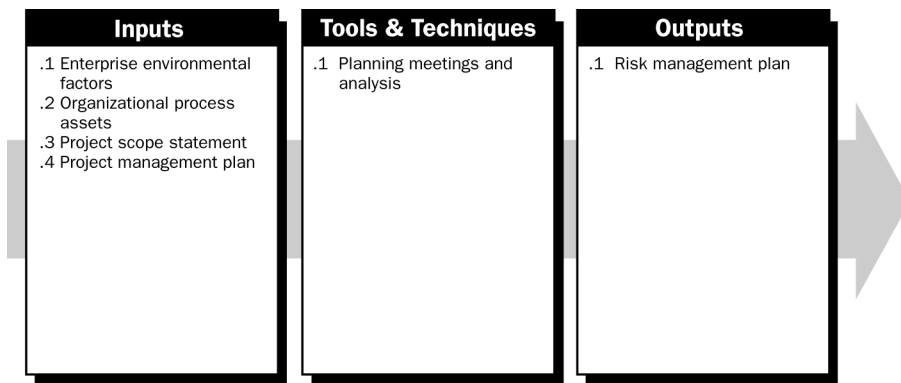 Inputs
.1 Enterprise environmental
factors
.2 Organizational process
assets
.3 Project scope statement
.4 Project management plan
Tools & Techniques
.1 Planning meetings and
analysis
Outputs
.1 Risk management plan